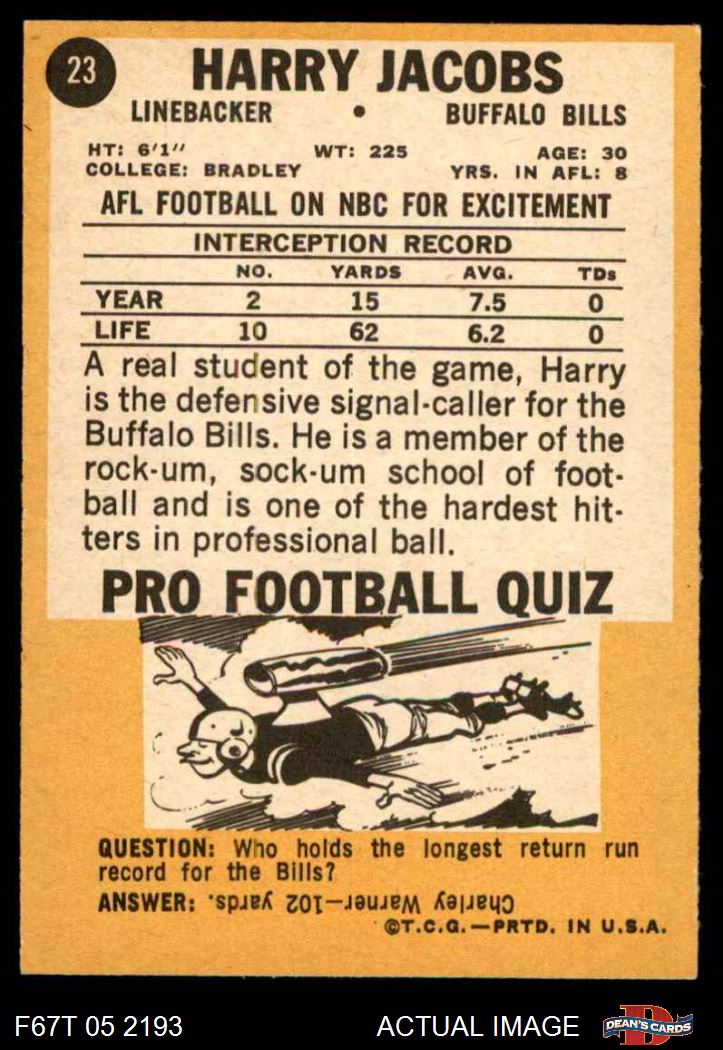 23
HARRY JACOBS
LINEBACKER • BUFFALO BILLS
HT: 6'1" WT: 225 AGE: 30
COLLEGE: BRADLEY YRS. IN AFL: 8
AFL FOOTBALL ON NBC FOR EXCITEMENT
INTERCEPTION RECORD
NO. YARDS AVG. TDs
YEAR 2 15 7.5 0
LIFE 10 62 6.2 0
A real student of the game, Harry
is the defensive signal-caller for the
Buffalo Bills. He is a member of the
rock-um, sock-um school of foot-
ball and is one of the hardest hit-
ters in professional ball.
PRO FOOTBALL QUIZ
QUESTION: Who holds the longest return run
record for the Bills?
ANSWER: Charley Warner—102 yards.
©T.C.G.—PRTD. IN U.S.A.
F67T 05 2193 ACTUAL IMAGE D DEAN'S CARDS